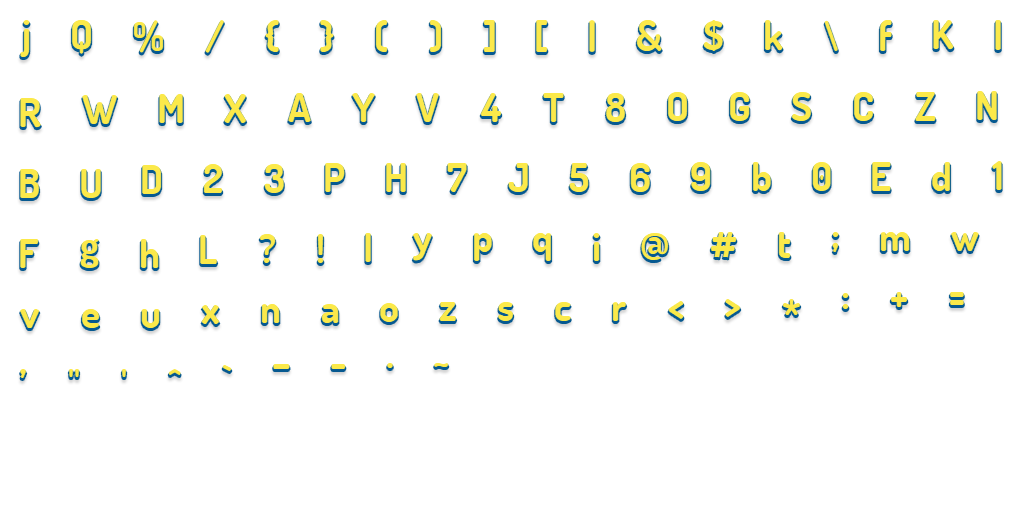 j Q % / { } ( ) ] [ | & $ k \ f K l
R W M X A Y V 4 T 8 O G S C Z N
B U D 2 3 P H 7 J 5 6 9 b 0 E d 1
F g h L ? ! I y p q i @ # t ; m w
v e u x n a o z s c r < > * : + =
, " ' ^ ` _ - . ~